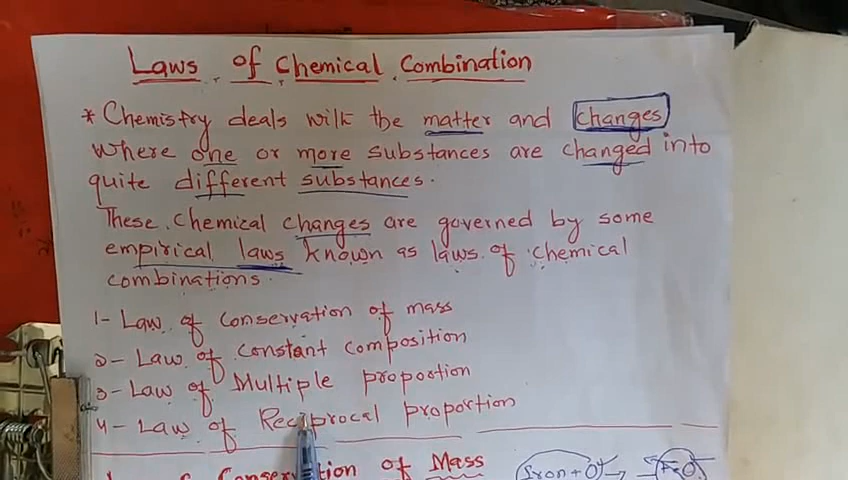 Laws of Chemical Combination
* Chemistry deals with the matter and changes
where one or more substances are changed into
quite different substances.
These chemical changes are governed by some
empirical laws known as laws of chemical
combinations.
1- Law of Conservation of mass
2- Law of Constant composition
3- Law of Multiple proportion
4- Law of Reciprocal proportion
of Mass
Iron + O